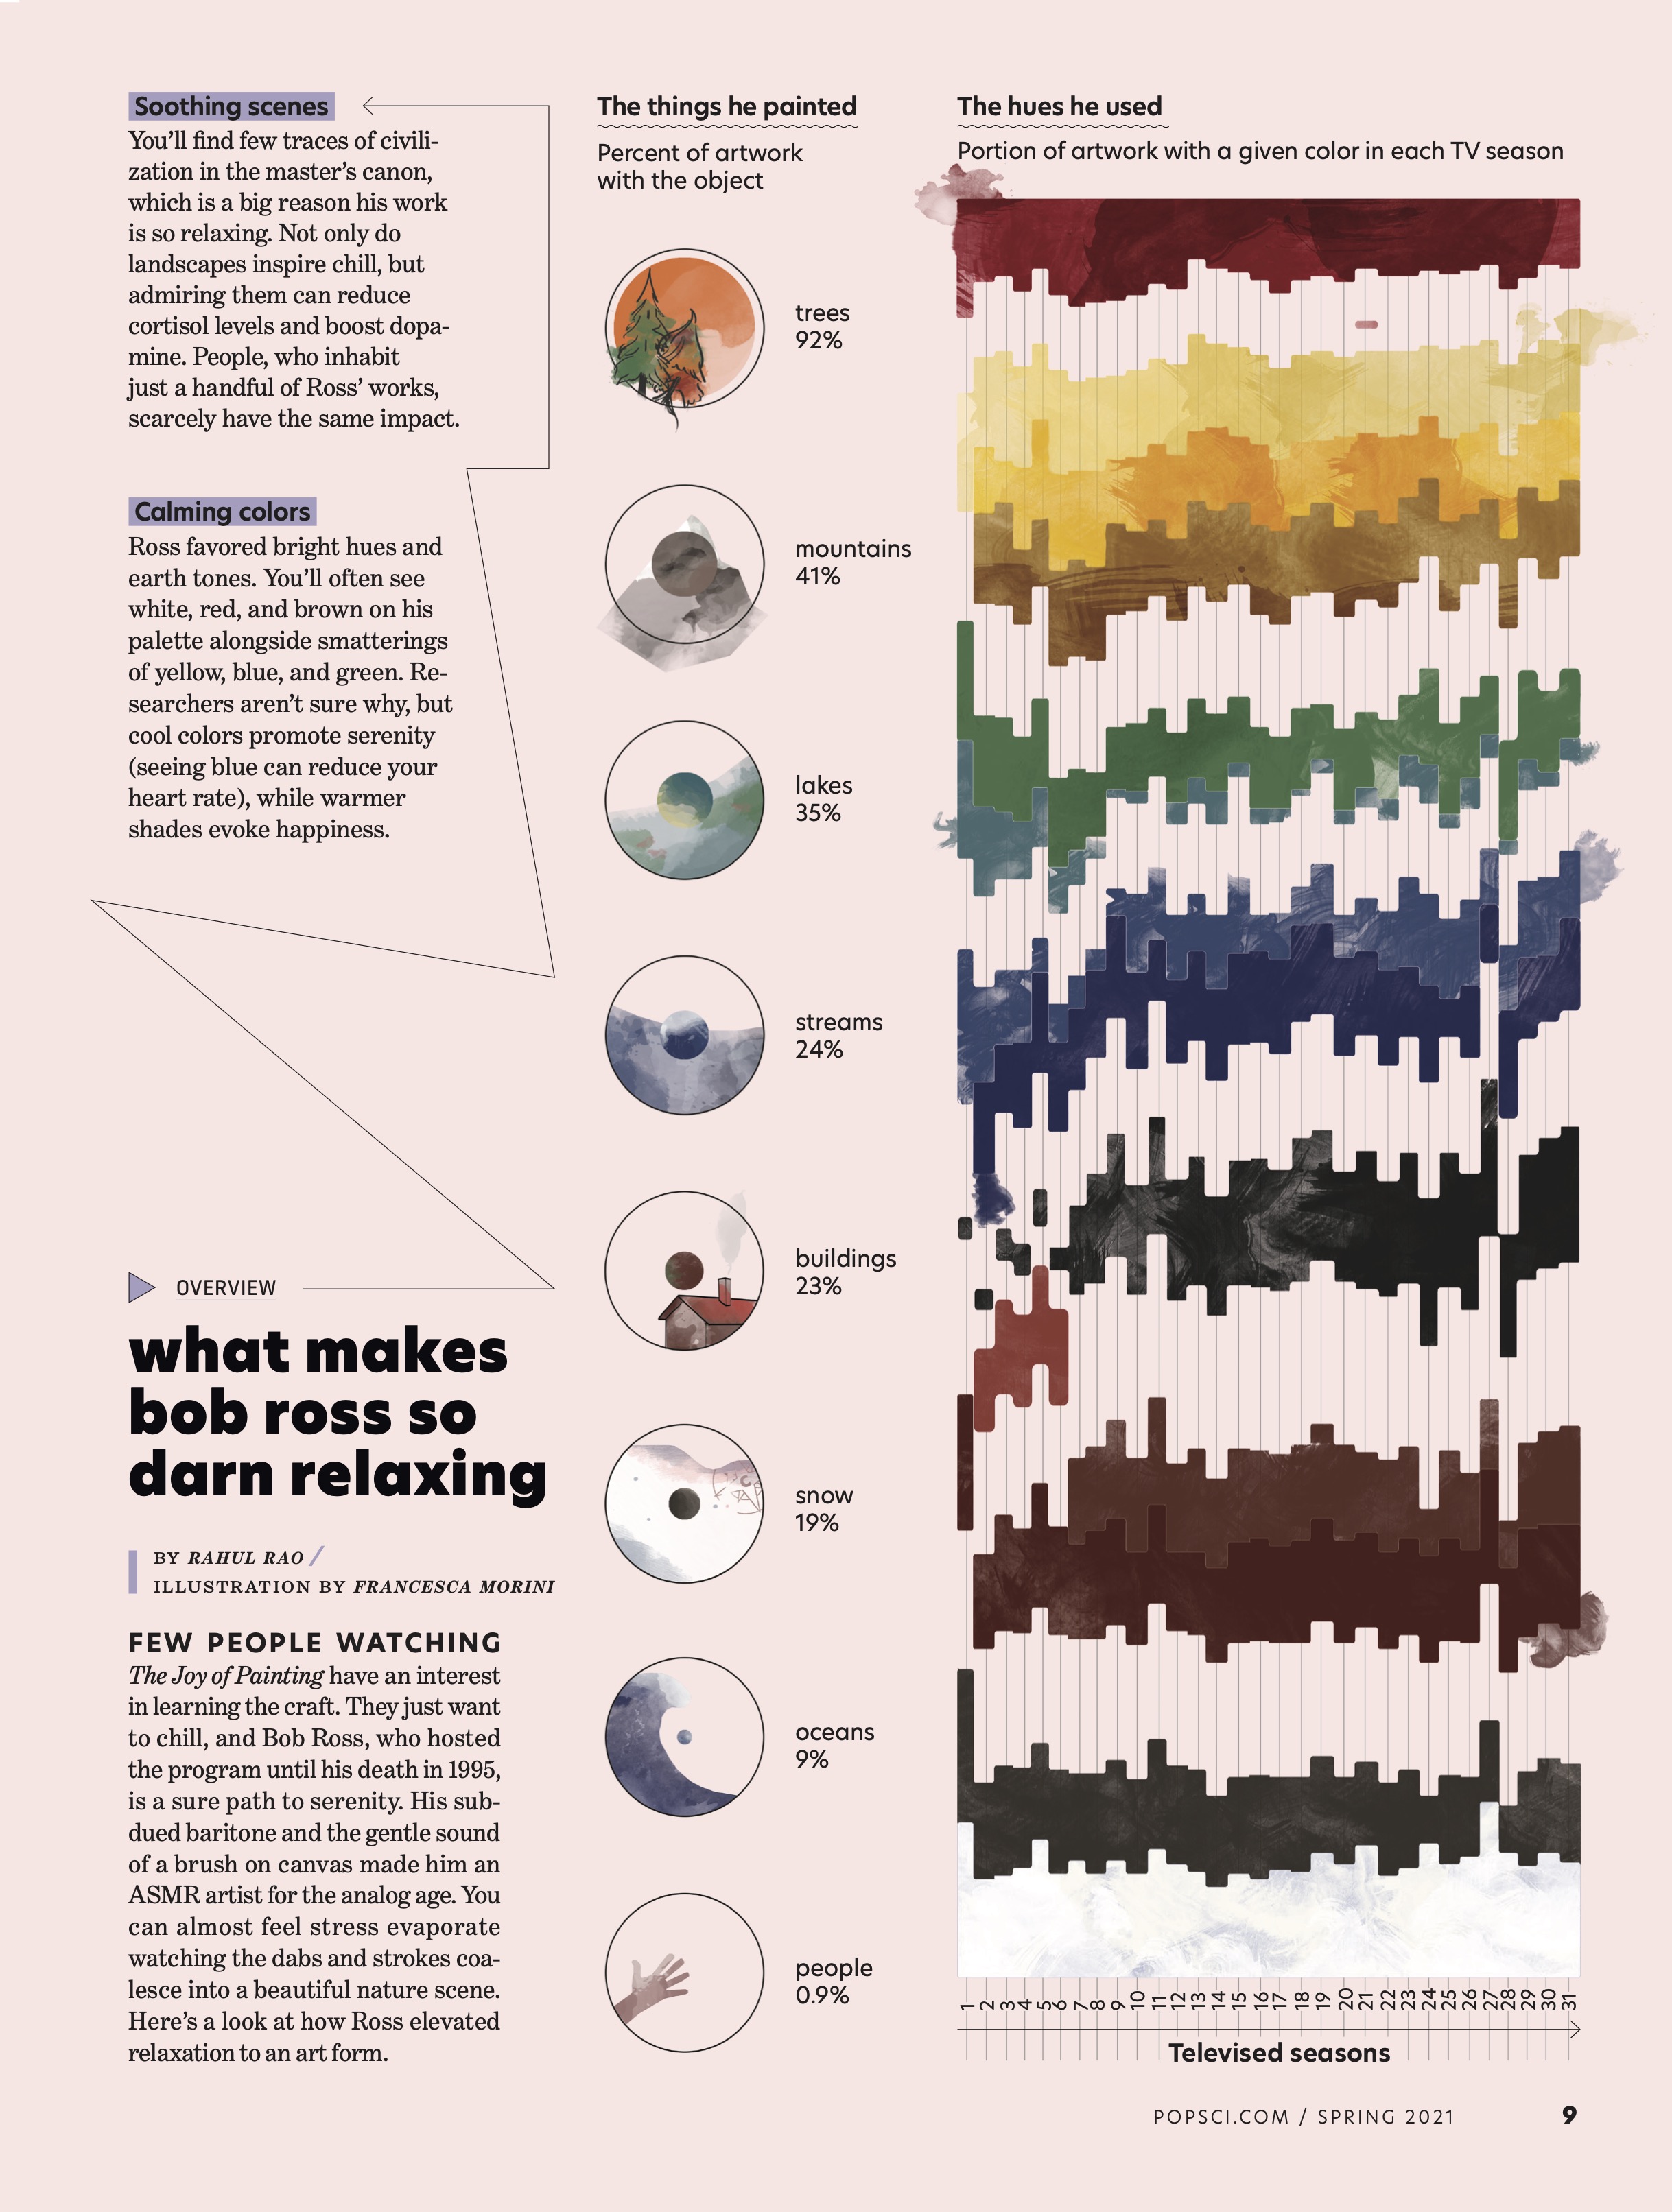 Soothing scenes
You'll find few traces of civili-
zation in the master's canon,
which is a big reason his work
is so relaxing. Not only do
landscapes inspire chill, but
admiring them can reduce
cortisol levels and boost dopa-
mine. People, who inhabit
just a handful of Ross' works,
scarcely have the same impact.
Calming colors
Ross favored bright hues and
earth tones. You'll often see
white, red, and brown on his
palette alongside smatterings
of yellow, blue, and green. Re-
searchers aren't sure why, but
cool colors promote serenity
(seeing blue can reduce your
heart rate), while warmer
shades evoke happiness.
OVERVIEW
what makes
bob ross so
darn relaxing
BY RAHUL RAO /
ILLUSTRATION BY FRANCESCA MORINI
FEW PEOPLE WATCHING
The Joy of Painting have an interest
in learning the craft. They just want
to chill, and Bob Ross, who hosted
the program until his death in 1995,
is a sure path to serenity. His sub-
dued baritone and the gentle sound
of a brush on canvas made him an
ASMR artist for the analog age. You
can almost feel stress evaporate
watching the dabs and strokes coa-
lesce into a beautiful nature scene.
Here's a look at how Ross elevated
relaxation to an art form.
The things he painted
Percent of artwork
with the object
trees
92%
mountains
41%
lakes
35%
streams
24%
buildings
23%
snow
19%
oceans
9%
people
0.9%
The hues he used
Portion of artwork with a given color in each TV season
1 2 3 4 5 6 7 8 9 10 11 12 13 14 15 16 17 18 19 20 21 22 23 24 25 26 27 28 29 30 31
Televised seasons
POPSCI.COM / SPRING 2021 9